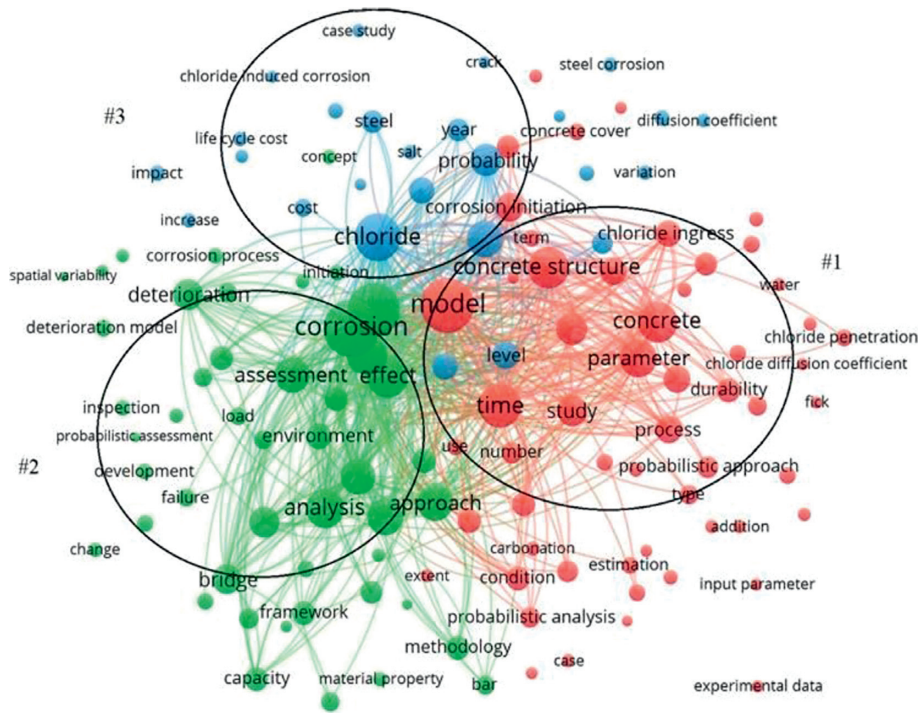 case study
crack
steel corrosion
chloride induced corrosion
#3
steel
year
diffusion coefficient
concrete cover
life cycle cost
salt
concept
probability
impact
variation
cost
corrosion initiation
increase
chloride
term
chloride ingress
corrosion process
#1
spatial variability
initiation
concrete structure
water
deterioration
model
corrosion
concrete
deterioration model
chloride penetration
level
parameter
chloride diffusion coefficient
assessment
effect
durability
inspection
time
study
fick
load
probabilistic assessment
environment
process
#2
use
number
development
probabilistic approach
failure
type
analysis
approach
addition
change
carbonation
bridge
extent
condition
estimation
input parameter
framework
probabilistic analysis
methodology
case
capacity
material property
bar
experimental data